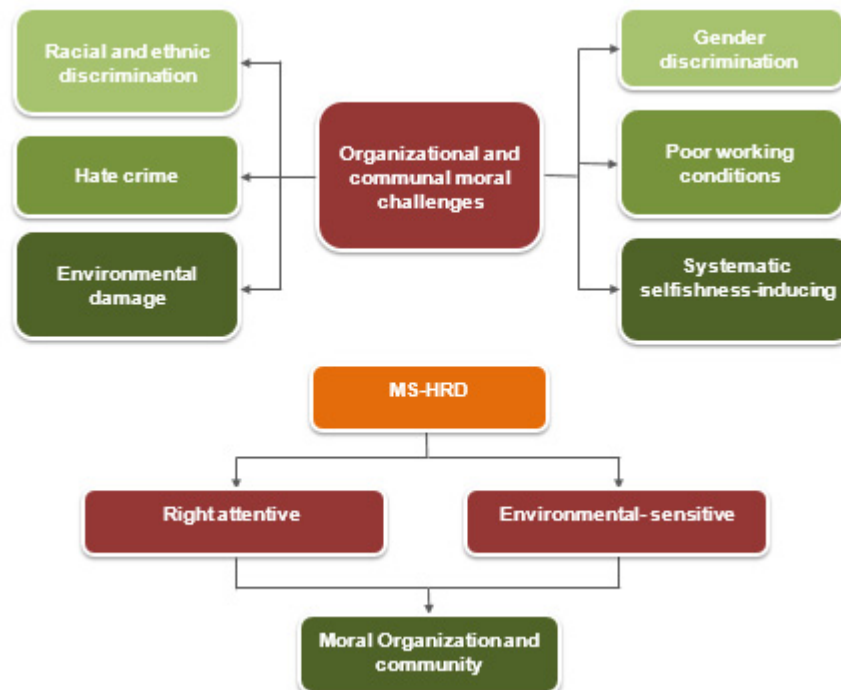 Racial and ethnic
discrimination
Hate crime
Environmental
damage
Organizational and
communal moral
challenges
Gender
discrimination
Poor working
conditions
Systematic
selfishness-inducing
MS-HRD
Right attentive
Environmental- sensitive
Moral Organization and
community